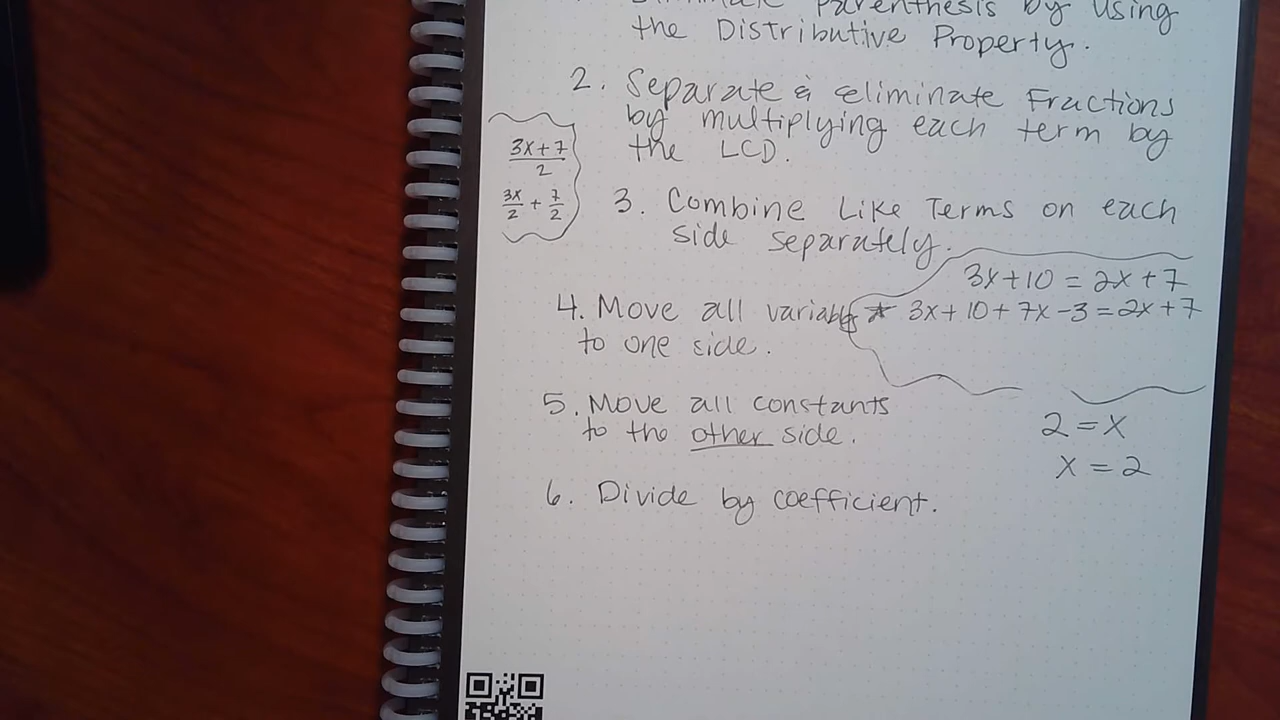 Parenthesis by using
the Distributive Property.
2. Separate & eliminate Fractions
by multiplying each term by
the LCD.
3x+7
2
3x/2 + 7/2
3. Combine Like Terms on each
side separately.
3x+10 = 2x+7
4. Move all variables * 3x+10+7x-3=2x+7
to one side.
5. Move all constants
to the other side.
2=x
x=2
6. Divide by coefficient.